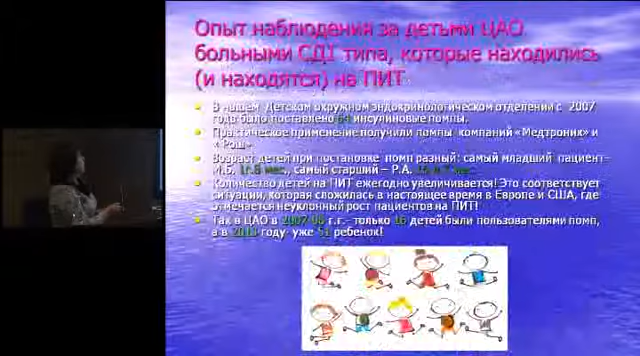 Опыт наблюдения за детьми ЦАО
больными СД1 типа, которые находились
(и находятся) на ПИТ
В нашем Детском окружном эндокринологическом отделении с 2007
года было поставлено 64 инсулиновые помпы.
Практическое применение получили помпы компаний «Медтроник» и
« Рош»
Возраст детей при постановке помп разный: самый младший пациент–
И.Б. 1г.8 мес., самый старший – Р.А.
Количество детей на ПИТ ежегодно увеличивается! Это соответствует
ситуации, которая сложилась в настоящее время в Европе и США, где
отмечается неуклонный рост пациентов на ПИТ!
Так в ЦАО в 2007-08 г.г.– только 16 детей были пользователями помп,
а в 2013 году- уже 51 ребенок!